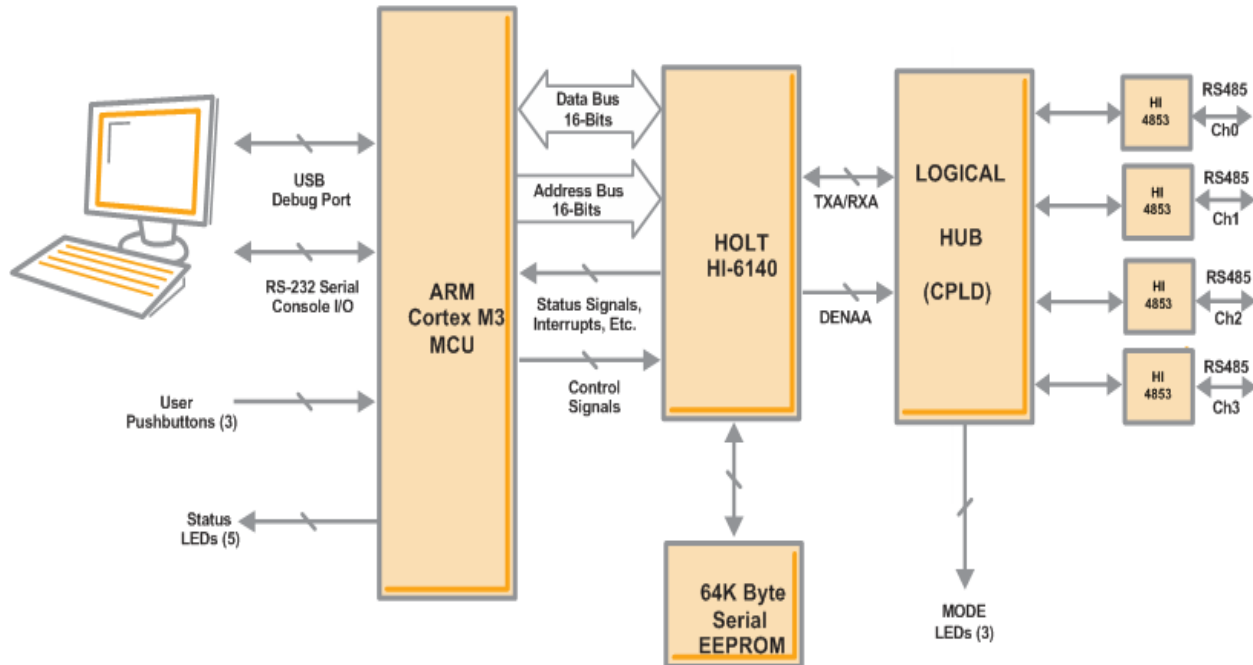 USB
Debug Port
RS-232 Serial
Console I/O
User
Pushbuttons (3)
Status
LEDs (5)
ARM
Cortex M3
MCU
Data Bus
16-Bits
Address Bus
16-Bits
Status Signals,
Interrupts, Etc.
Control
Signals
HOLT
HI-6140
64K Byte
Serial
EEPROM
TXA/RXA
DENAA
LOGICAL
HUB
(CPLD)
MODE
LEDs (3)
HI
4853
RS485
Ch0
HI
4853
RS485
Ch1
HI
4853
RS485
Ch2
HI
4853
RS485
Ch3